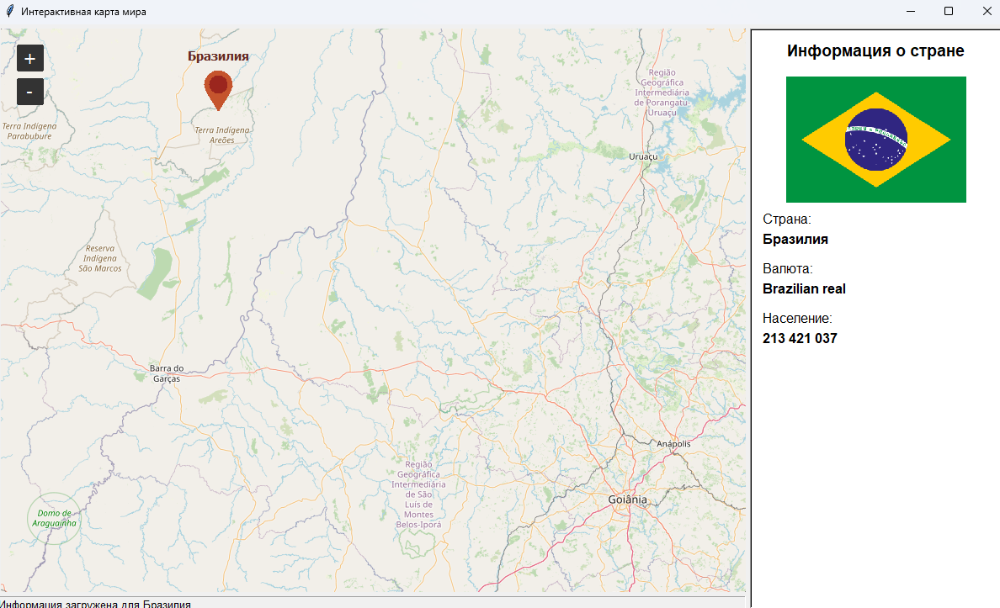 Интерактивная карта мира
+
-
Бразилия
Terra Indígena
Parabubure
Terra Indígena
Areões
Região
Geográfica
Intermediária
de Porangatu-
Uruaçu
Uruaçu
Reserva
Indígena
São Marcos
Barra do
Garças
Anápolis
Região
Geográfica
Intermediária
de São
Luís de
Montes
Belos-Iporá
Goiânia
Domo de
Araguainha
Информация загружена для Бразилия
Информация о стране
Страна:
Бразилия
Валюта:
Brazilian real
Население:
213 421 037